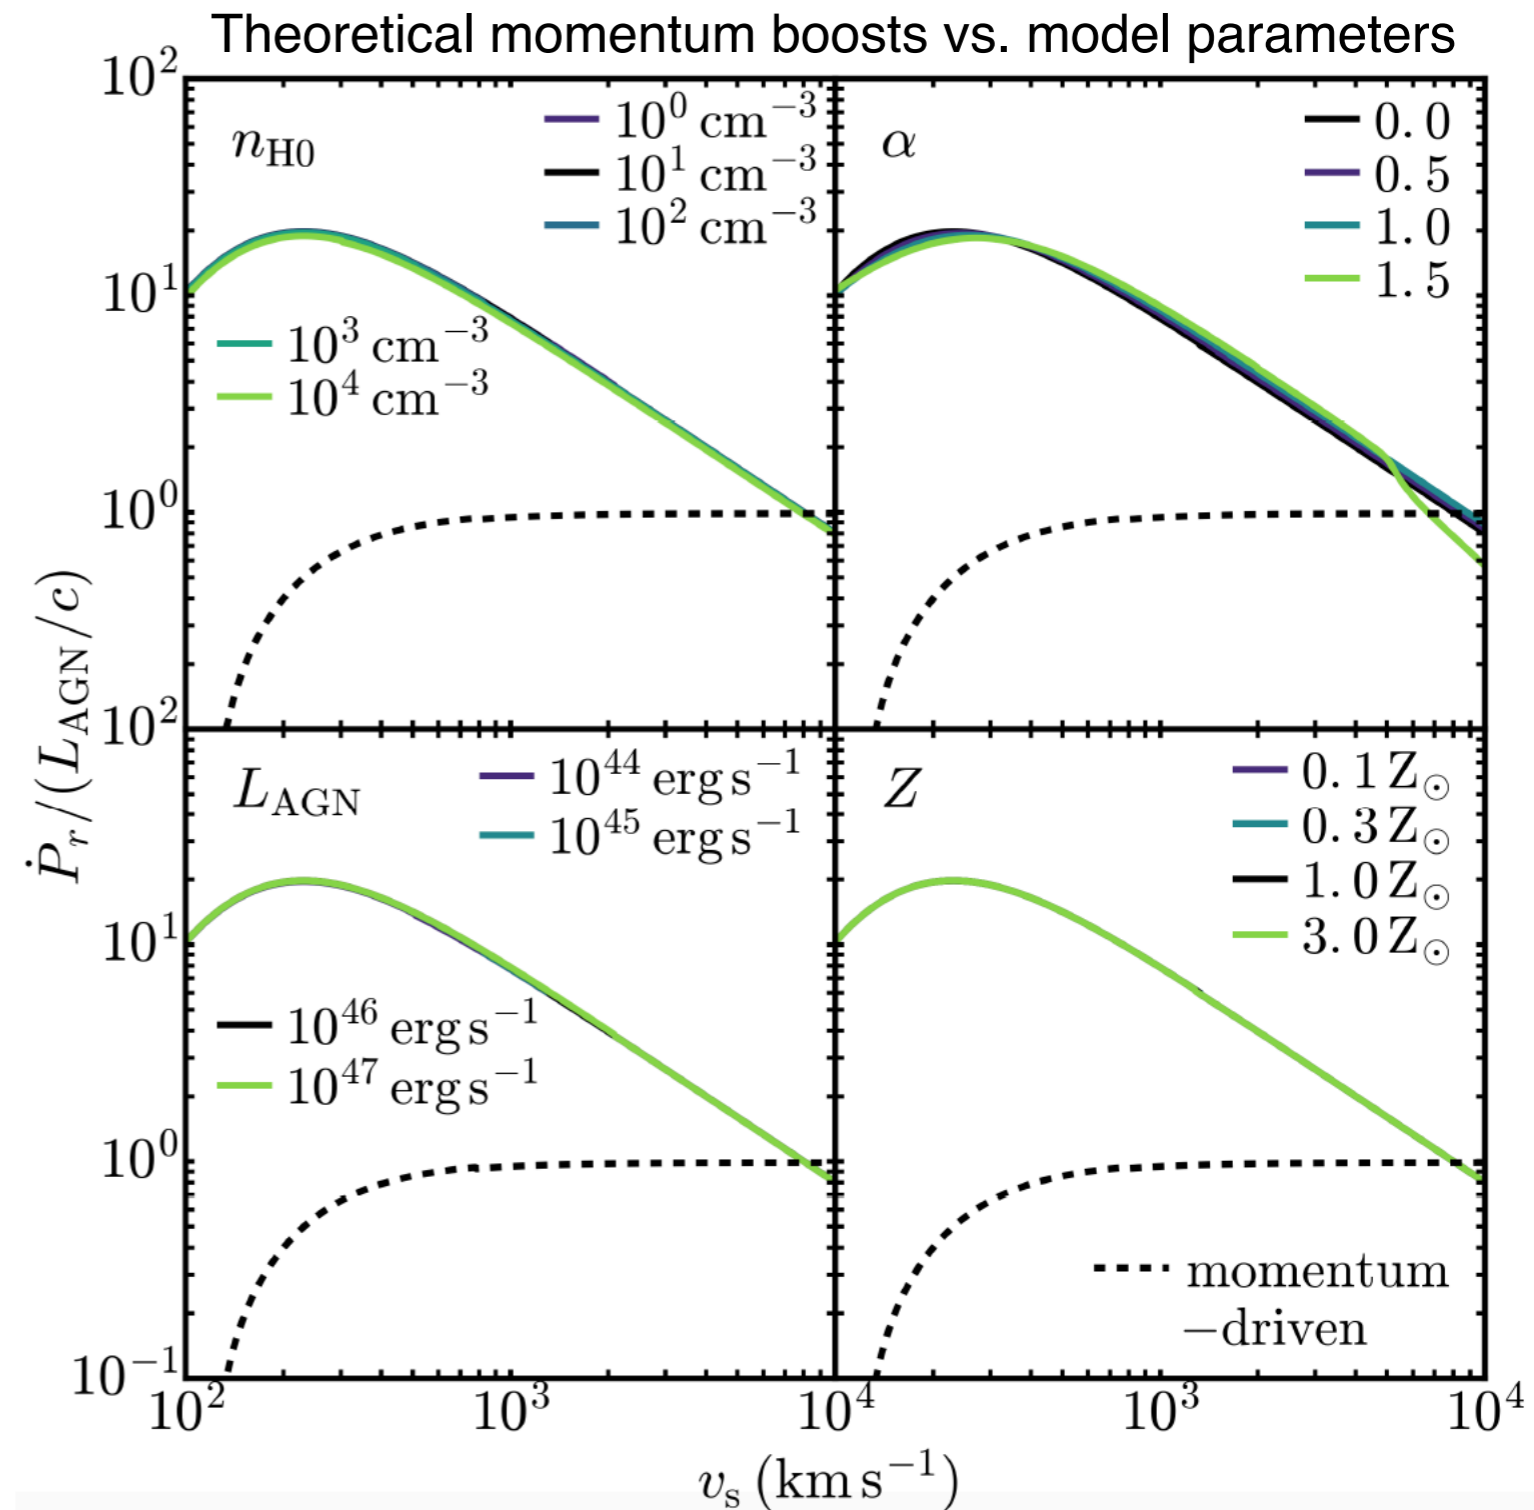 Theoretical momentum boosts vs. model parameters
Ṗ_r/(L_AGN/c)
10^2
10^1
10^0
n_H0
10^0 cm^−3
10^1 cm^−3
10^2 cm^−3
10^3 cm^−3
10^4 cm^−3
α
0.0
0.5
1.0
1.5
10^2
10^1
10^0
10^−1
L_AGN
10^44 erg s^−1
10^45 erg s^−1
10^46 erg s^−1
10^47 erg s^−1
Z
0.1 Z_⊙
0.3 Z_⊙
1.0 Z_⊙
3.0 Z_⊙
momentum
−driven
10^2 10^3 10^4 10^3 10^4
v_s (km s^−1)